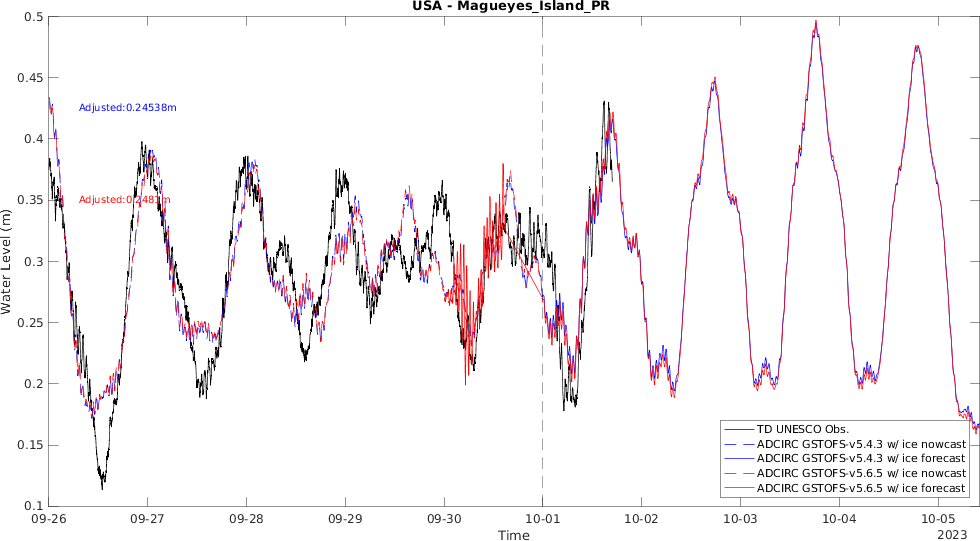 USA - Magueyes_Island_PR
Water Level (m)
0.5
0.45
0.4
0.35
0.3
0.25
0.2
0.15
0.1
Adjusted:0.24538m
Adjusted:0.2481m
TD UNESCO Obs.
ADCIRC GSTOFS-v5.4.3 w/ ice nowcast
ADCIRC GSTOFS-v5.4.3 w/ ice forecast
ADCIRC GSTOFS-v5.6.5 w/ ice nowcast
ADCIRC GSTOFS-v5.6.5 w/ ice forecast
09-26 09-27 09-28 09-29 09-30 10-01 10-02 10-03 10-04 10-05
Time
2023